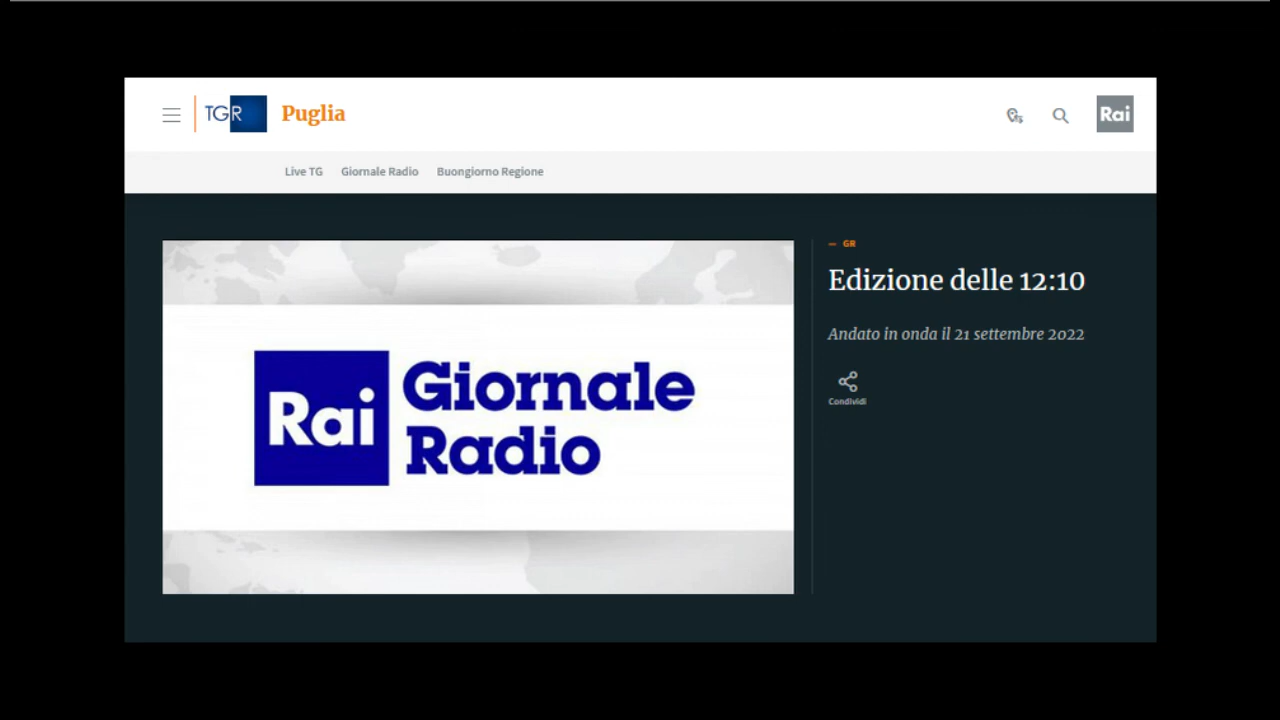 TGR Puglia
Rai
Live TG Giornale Radio Buongiorno Regione
— GR
Edizione delle 12:10
Andato in onda il 21 settembre 2022
Condividi
Rai Giornale
Radio